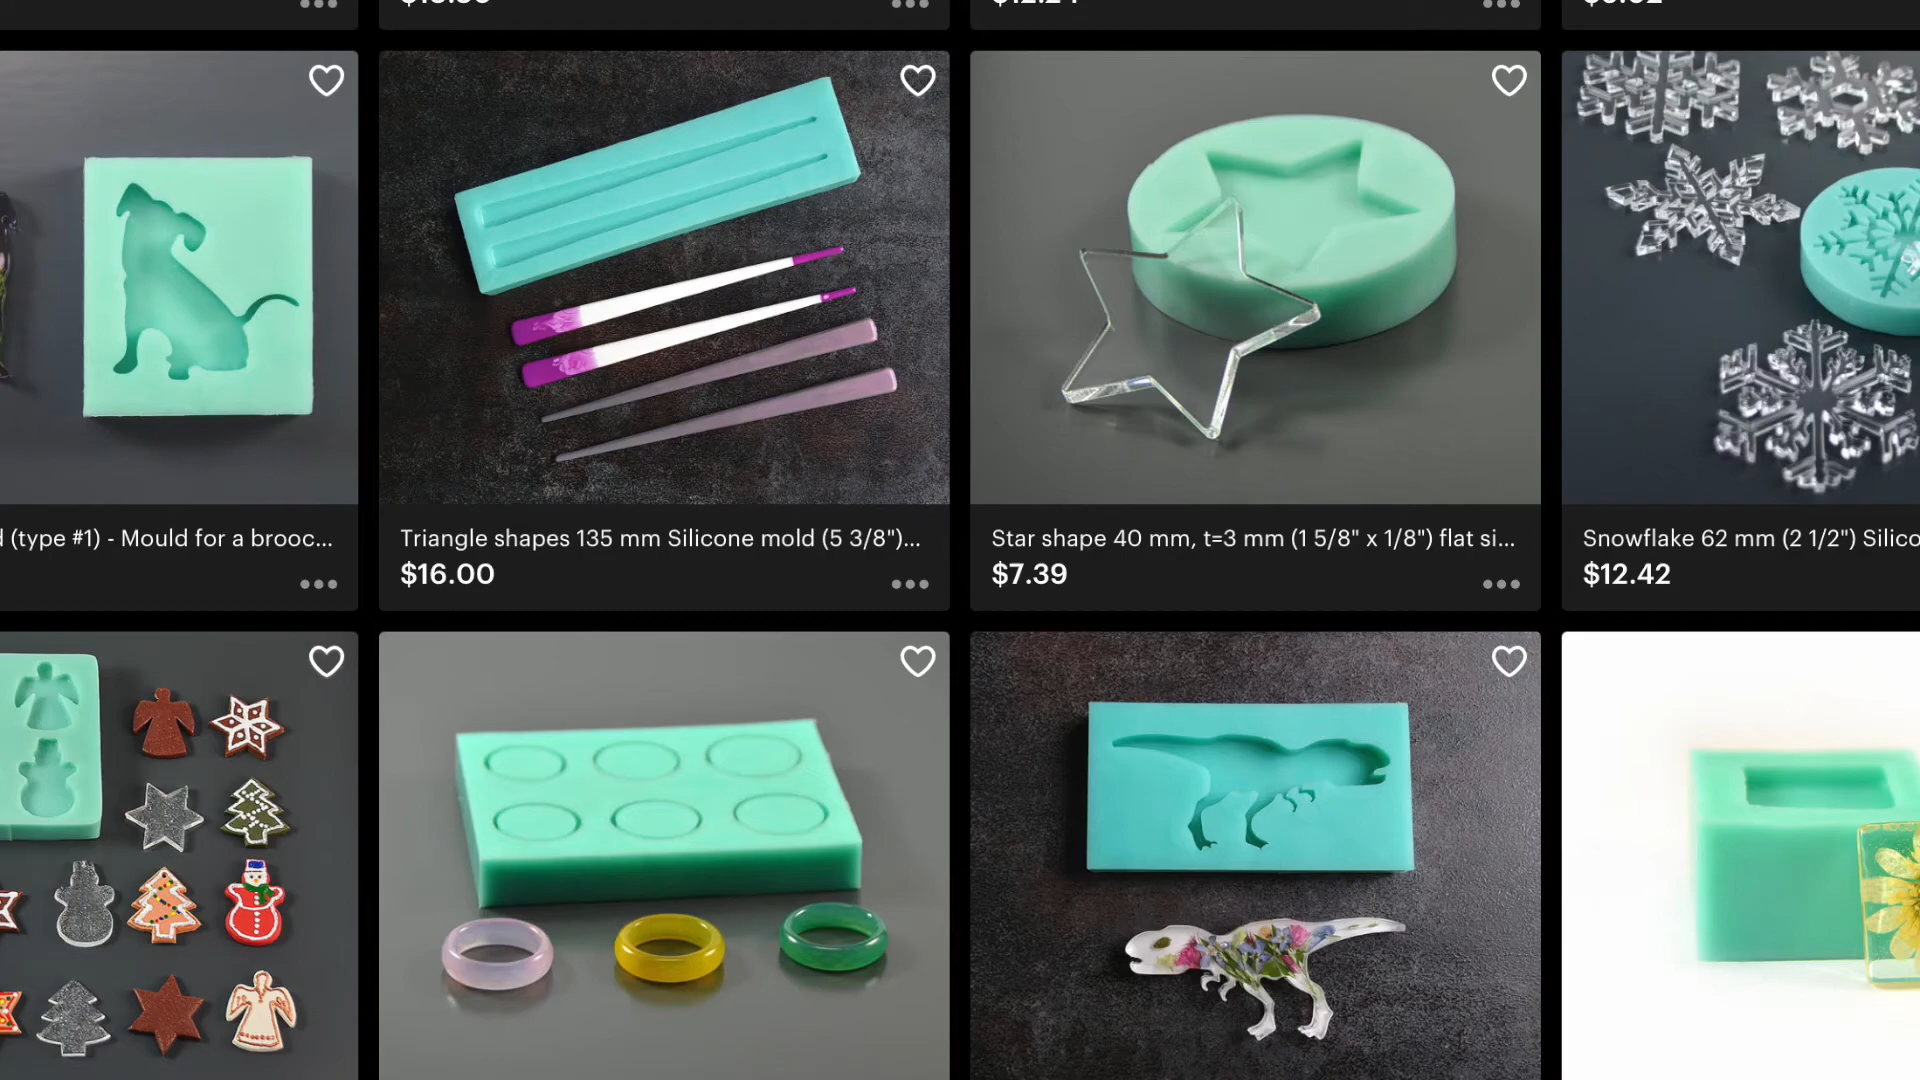 d (type #1) - Mould for a brooc...
Triangle shapes 135 mm Silicone mold (5 3/8")...
$16.00
Star shape 40 mm, t=3 mm (1 5/8" x 1/8") flat si...
$7.39
Snowflake 62 mm (2 1/2") Silico
$12.42